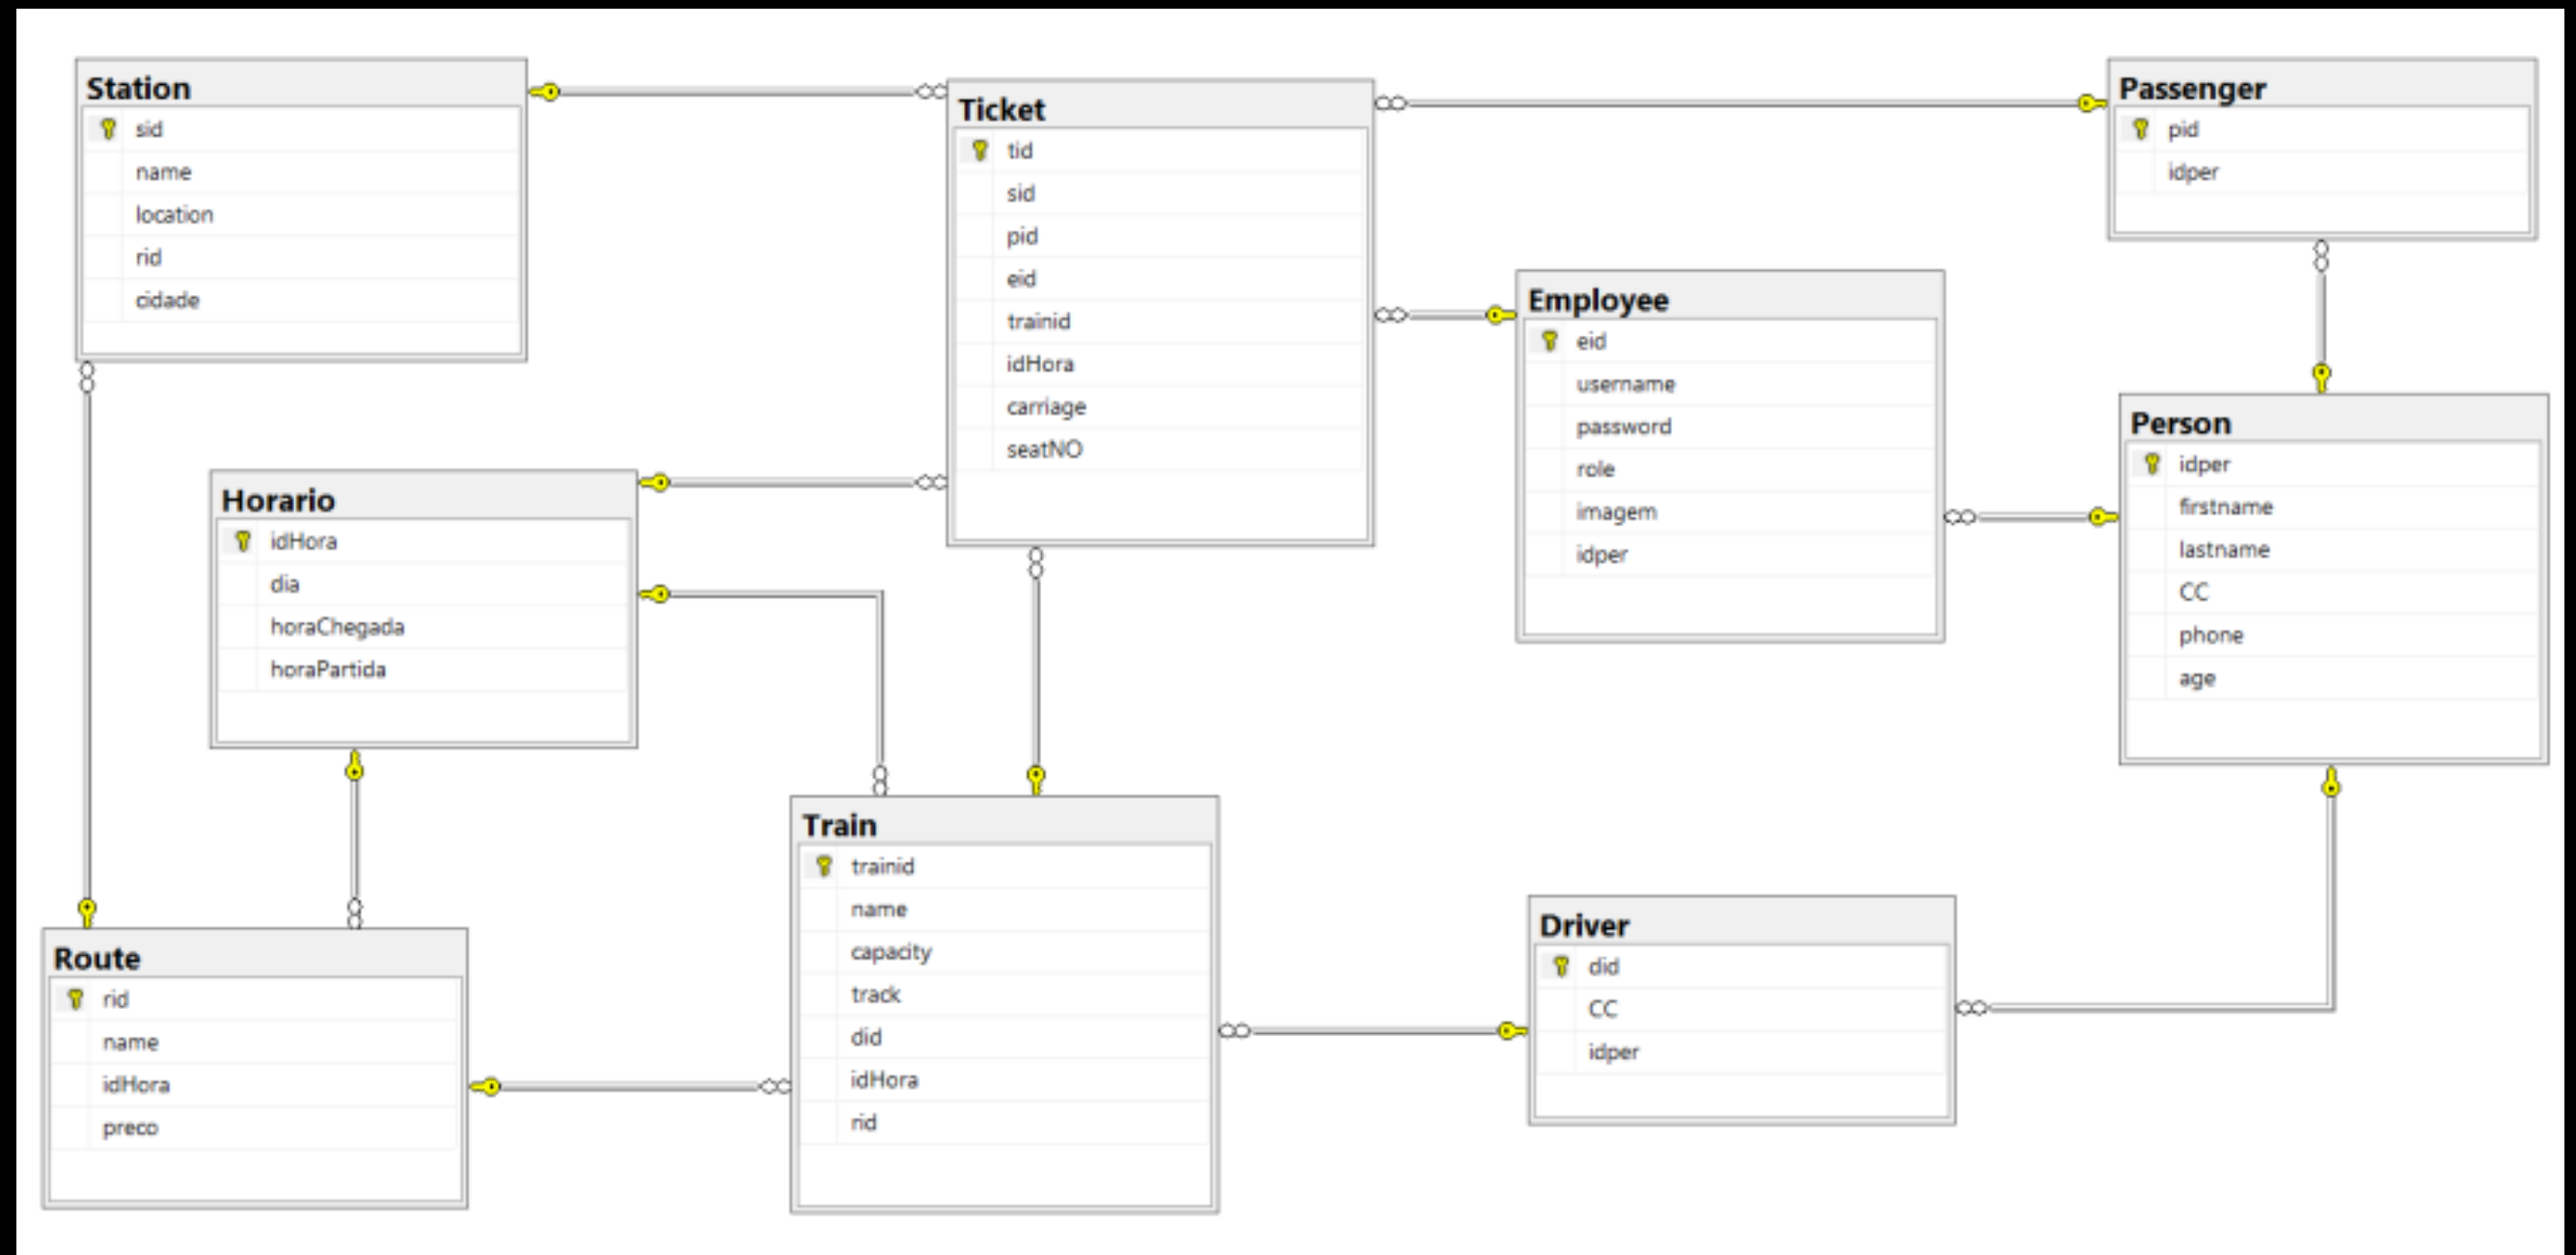 Station
sid
name
location
rid
cidade
Ticket
tid
sid
pid
eid
trainid
idHora
carriage
seatNO
Passenger
pid
idper
Employee
eid
username
password
role
imagem
idper
Person
idper
firstname
lastname
CC
phone
age
Horario
idHora
dia
horaChegada
horaPartida
Route
rid
name
idHora
preco
Train
trainid
name
capacity
track
did
idHora
rid
Driver
did
CC
idper